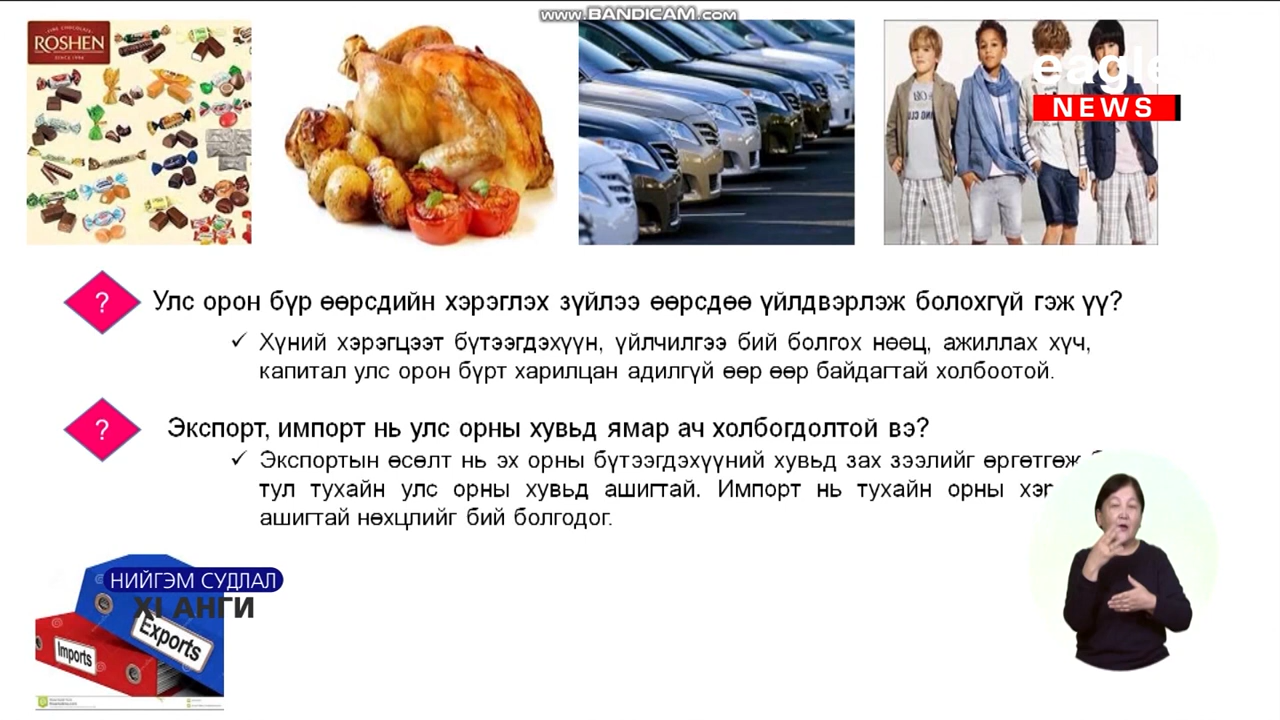 www.BANDICAM.com
FINE CHOCOLATE
ROSHEN
SINCE 1996
eagle
NEWS
? Улс орон бүр өөрсдийн хэрэглэх зүйлээ өөрсдөө үйлдвэрлэж болохгүй гэж үү?
✓ Хүний хэрэгцээт бүтээгдэхүүн, үйлчилгээ бий болгох нөөц, ажиллах хүч,
капитал улс орон бүрт харилцан адилгүй өөр өөр байдагтай холбоотой.
? Экспорт, импорт нь улс орны хувьд ямар ач холбогдолтой вэ?
✓ Экспортын өсөлт нь эх орны бүтээгдэхүүний хувьд зах зээлийг өргөтгөж
тул тухайн улс орны хувьд ашигтай. Импорт нь тухайн орны
ашигтай нөхцлийг бий болгодог.
НИЙГЭМ СУДЛАЛ
XI АНГИ
Exports
Imports